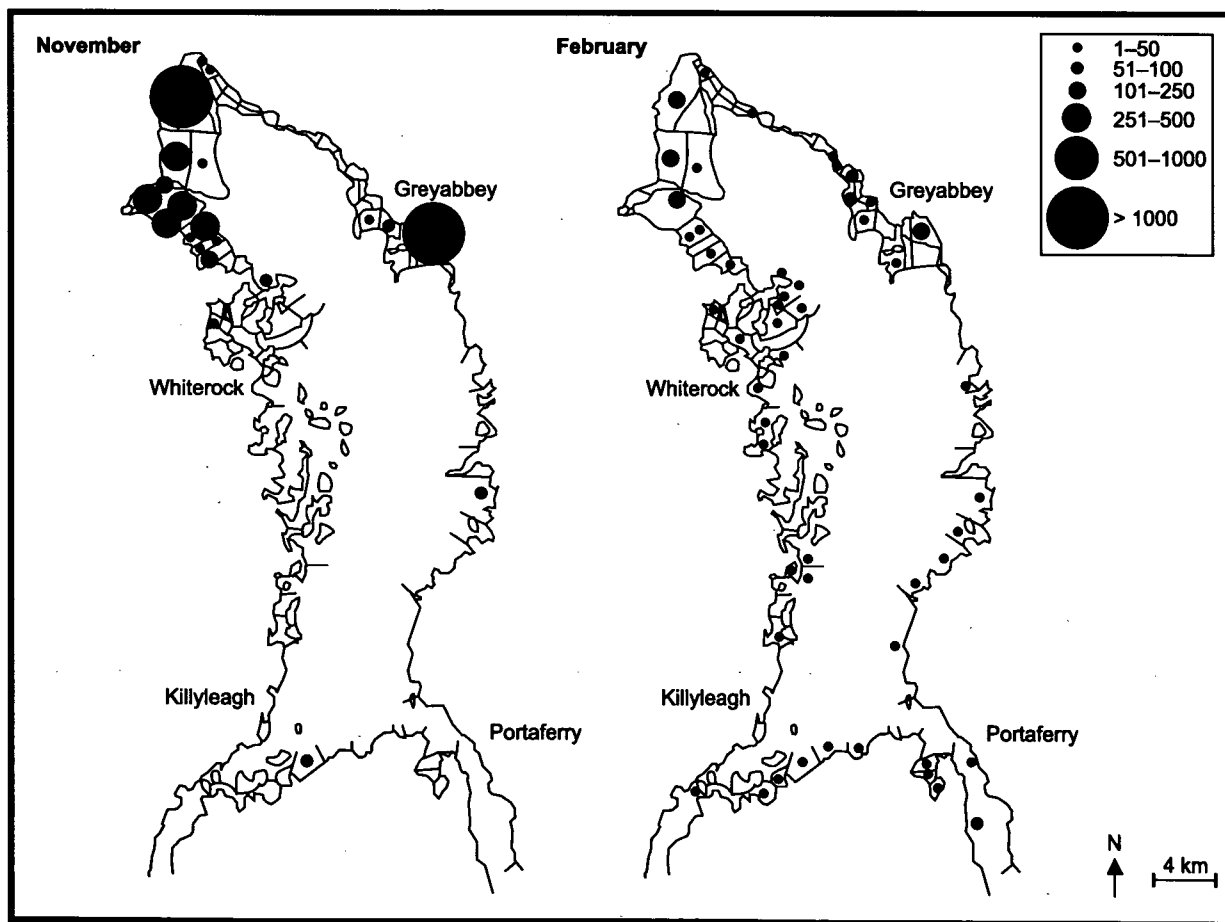 November
Greyabbey
Whiterock
Killyleagh
Portaferry
February
Greyabbey
Whiterock
Killyleagh
Portaferry
1–50
51–100
101–250
251–500
501–1000
> 1000
N
4 km